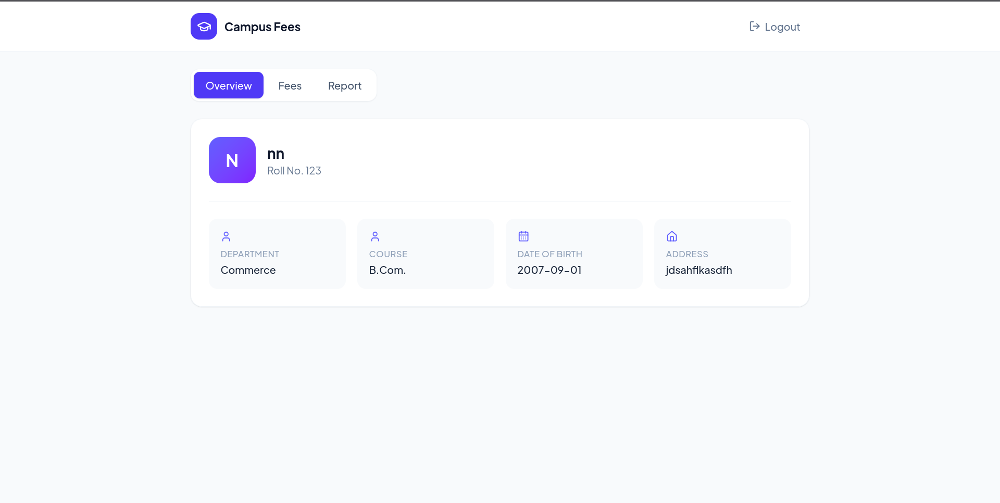 Campus Fees
Logout
Overview Fees Report
N
nn
Roll No. 123
DEPARTMENT
Commerce
COURSE
B.Com.
DATE OF BIRTH
2007-09-01
ADDRESS
jdsahflkasdfh